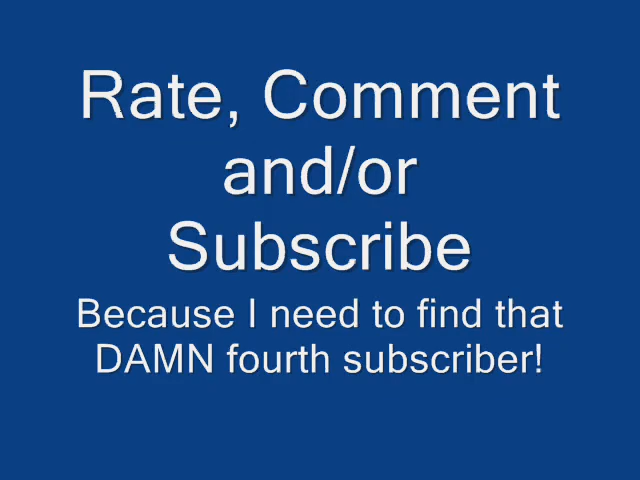 Rate, Comment
and/or
Subscribe
Because I need to find that
DAMN fourth subscriber!